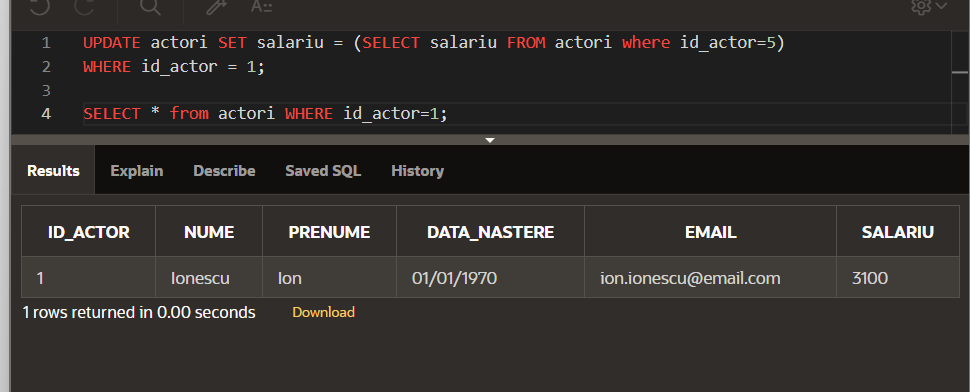 A::
1 UPDATE actori SET salariu = (SELECT salariu FROM actori where id_actor=5)
2 WHERE id_actor = 1;
3
4 SELECT * from actori WHERE id_actor=1;
Results Explain Describe Saved SQL History
ID_ACTOR NUME PRENUME DATA_NASTERE EMAIL SALARIU
1 Ionescu Ion 01/01/1970 ion.ionescu@email.com 3100
1 rows returned in 0.00 seconds Download